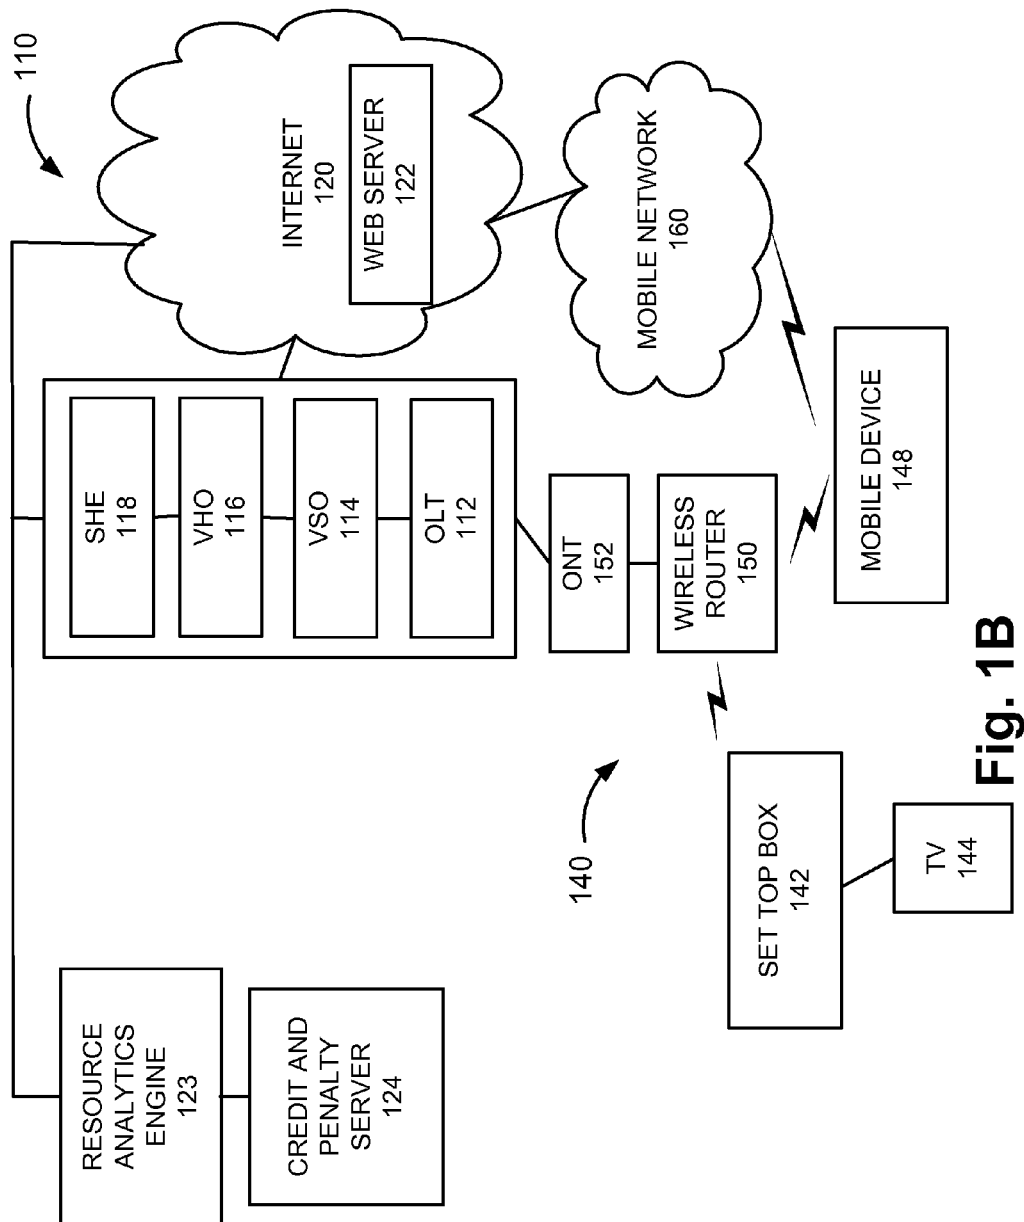 110
RESOURCE
ANALYTICS
ENGINE
123
CREDIT AND
PENALTY
SERVER
124
SHE
118
VHO
116
VSO
114
OLT
112
INTERNET
120
WEB SERVER
122
ONT
152
WIRELESS
ROUTER
150
MOBILE NETWORK
160
140
SET TOP BOX
142
TV
144
MOBILE DEVICE
148
Fig. 1B